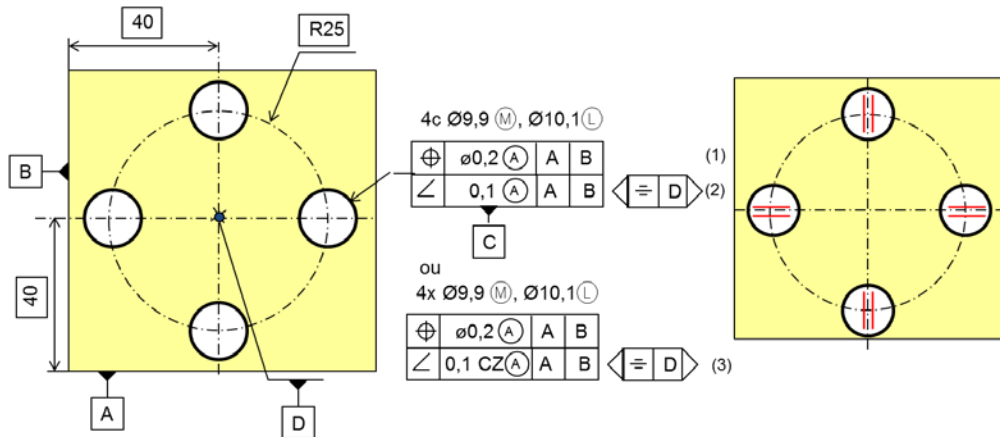 40
R25
4c Ø9,9 Ⓜ, Ø10,1 Ⓛ
⌖ ø0,2 Ⓐ A B (1)
∠ 0,1 Ⓐ A B ⌯ D (2)
B
C
ou
4x Ø9,9 Ⓜ, Ø10,1 Ⓛ
40
⌖ ø0,2 Ⓐ A B
∠ 0,1 CZ Ⓐ A B ⌯ D (3)
A
D